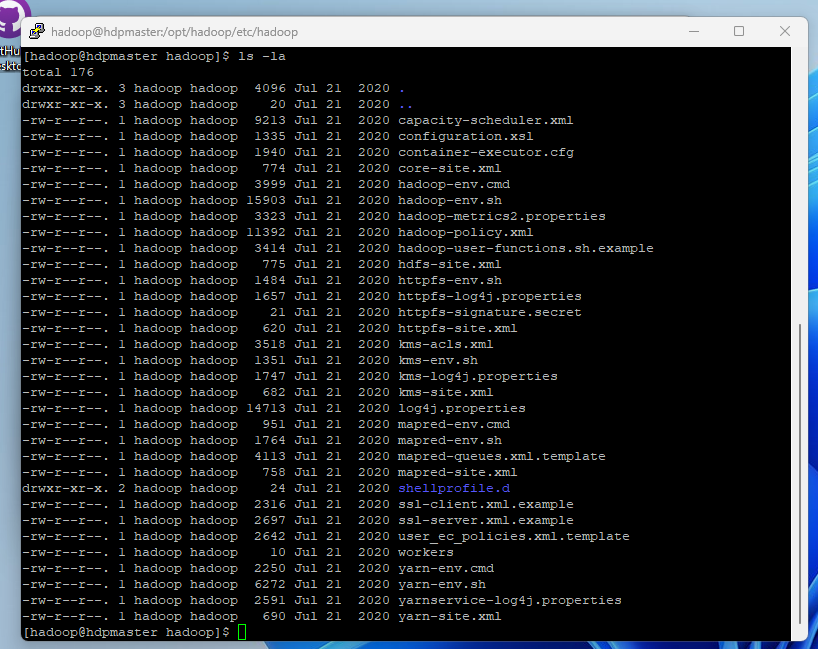 hadoop@hdpmaster:/opt/hadoop/etc/hadoop
[hadoop@hdpmaster hadoop]$ ls -la
total 176
drwxr-xr-x. 3 hadoop hadoop  4096 Jul 21  2020 .
drwxr-xr-x. 3 hadoop hadoop    20 Jul 21  2020 ..
-rw-r--r--. 1 hadoop hadoop  9213 Jul 21  2020 capacity-scheduler.xml
-rw-r--r--. 1 hadoop hadoop  1335 Jul 21  2020 configuration.xsl
-rw-r--r--. 1 hadoop hadoop  1940 Jul 21  2020 container-executor.cfg
-rw-r--r--. 1 hadoop hadoop   774 Jul 21  2020 core-site.xml
-rw-r--r--. 1 hadoop hadoop  3999 Jul 21  2020 hadoop-env.cmd
-rw-r--r--. 1 hadoop hadoop 15903 Jul 21  2020 hadoop-env.sh
-rw-r--r--. 1 hadoop hadoop  3323 Jul 21  2020 hadoop-metrics2.properties
-rw-r--r--. 1 hadoop hadoop 11392 Jul 21  2020 hadoop-policy.xml
-rw-r--r--. 1 hadoop hadoop  3414 Jul 21  2020 hadoop-user-functions.sh.example
-rw-r--r--. 1 hadoop hadoop   775 Jul 21  2020 hdfs-site.xml
-rw-r--r--. 1 hadoop hadoop  1484 Jul 21  2020 httpfs-env.sh
-rw-r--r--. 1 hadoop hadoop  1657 Jul 21  2020 httpfs-log4j.properties
-rw-r--r--. 1 hadoop hadoop    21 Jul 21  2020 httpfs-signature.secret
-rw-r--r--. 1 hadoop hadoop   620 Jul 21  2020 httpfs-site.xml
-rw-r--r--. 1 hadoop hadoop  3518 Jul 21  2020 kms-acls.xml
-rw-r--r--. 1 hadoop hadoop  1351 Jul 21  2020 kms-env.sh
-rw-r--r--. 1 hadoop hadoop  1747 Jul 21  2020 kms-log4j.properties
-rw-r--r--. 1 hadoop hadoop   682 Jul 21  2020 kms-site.xml
-rw-r--r--. 1 hadoop hadoop 14713 Jul 21  2020 log4j.properties
-rw-r--r--. 1 hadoop hadoop   951 Jul 21  2020 mapred-env.cmd
-rw-r--r--. 1 hadoop hadoop  1764 Jul 21  2020 mapred-env.sh
-rw-r--r--. 1 hadoop hadoop  4113 Jul 21  2020 mapred-queues.xml.template
-rw-r--r--. 1 hadoop hadoop   758 Jul 21  2020 mapred-site.xml
drwxr-xr-x. 2 hadoop hadoop    24 Jul 21  2020 shellprofile.d
-rw-r--r--. 1 hadoop hadoop  2316 Jul 21  2020 ssl-client.xml.example
-rw-r--r--. 1 hadoop hadoop  2697 Jul 21  2020 ssl-server.xml.example
-rw-r--r--. 1 hadoop hadoop  2642 Jul 21  2020 user_ec_policies.xml.template
-rw-r--r--. 1 hadoop hadoop    10 Jul 21  2020 workers
-rw-r--r--. 1 hadoop hadoop  2250 Jul 21  2020 yarn-env.cmd
-rw-r--r--. 1 hadoop hadoop  6272 Jul 21  2020 yarn-env.sh
-rw-r--r--. 1 hadoop hadoop  2591 Jul 21  2020 yarnservice-log4j.properties
-rw-r--r--. 1 hadoop hadoop   690 Jul 21  2020 yarn-site.xml
[hadoop@hdpmaster hadoop]$